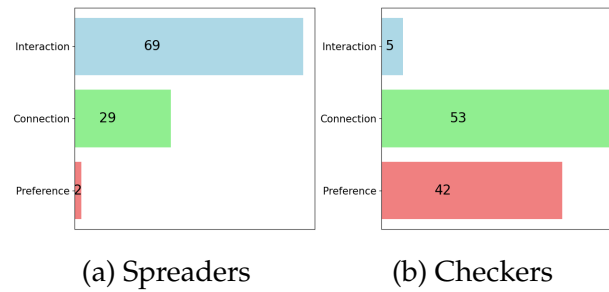 Interaction
69
Connection
29
Preference
2
(a) Spreaders
Interaction
5
Connection
53
Preference
42
(b) Checkers